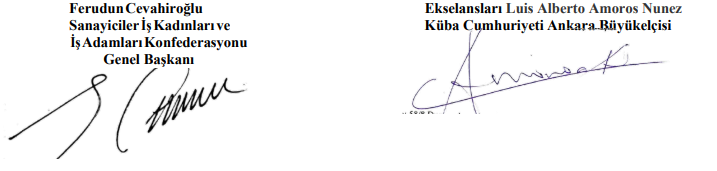 Ferudun Cevahiroğlu
Sanayiciler İş Kadınları ve
İş Adamları Konfederasyonu
Genel Başkanı
Ekselansları Luis Alberto Amoros Nunez
Küba Cumhuriyeti Ankara Büyükelçisi